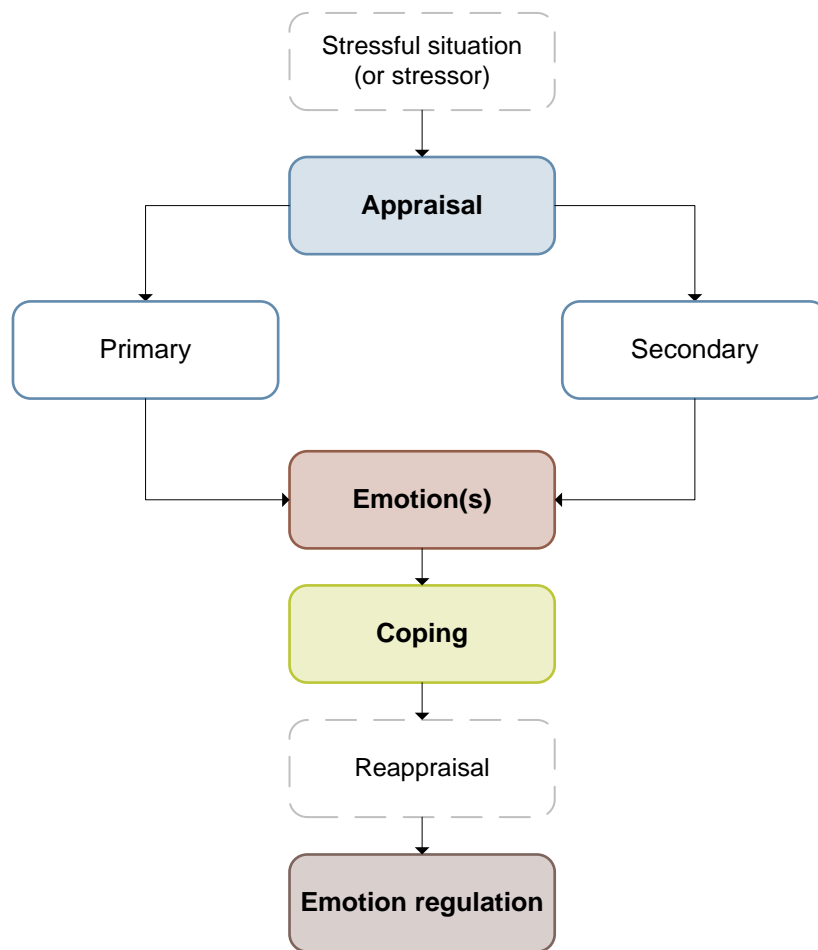 Stressful situation
(or stressor)
Appraisal
Primary
Secondary
Emotion(s)
Coping
Reappraisal
Emotion regulation